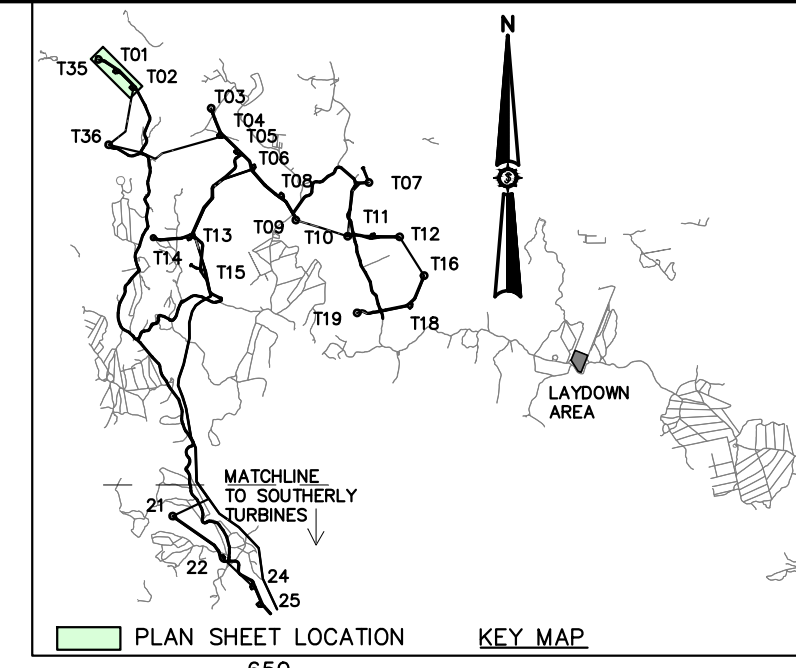 N
T01
T35
T02
T03
T04
T36
T05
T06
T08
T07
T09
T11
T10
T12
T13
T14
T15
T16
T19
T18
LAYDOWN
AREA
MATCHLINE
TO SOUTHERLY
TURBINES
21
22
24
25
PLAN SHEET LOCATION
KEY MAP